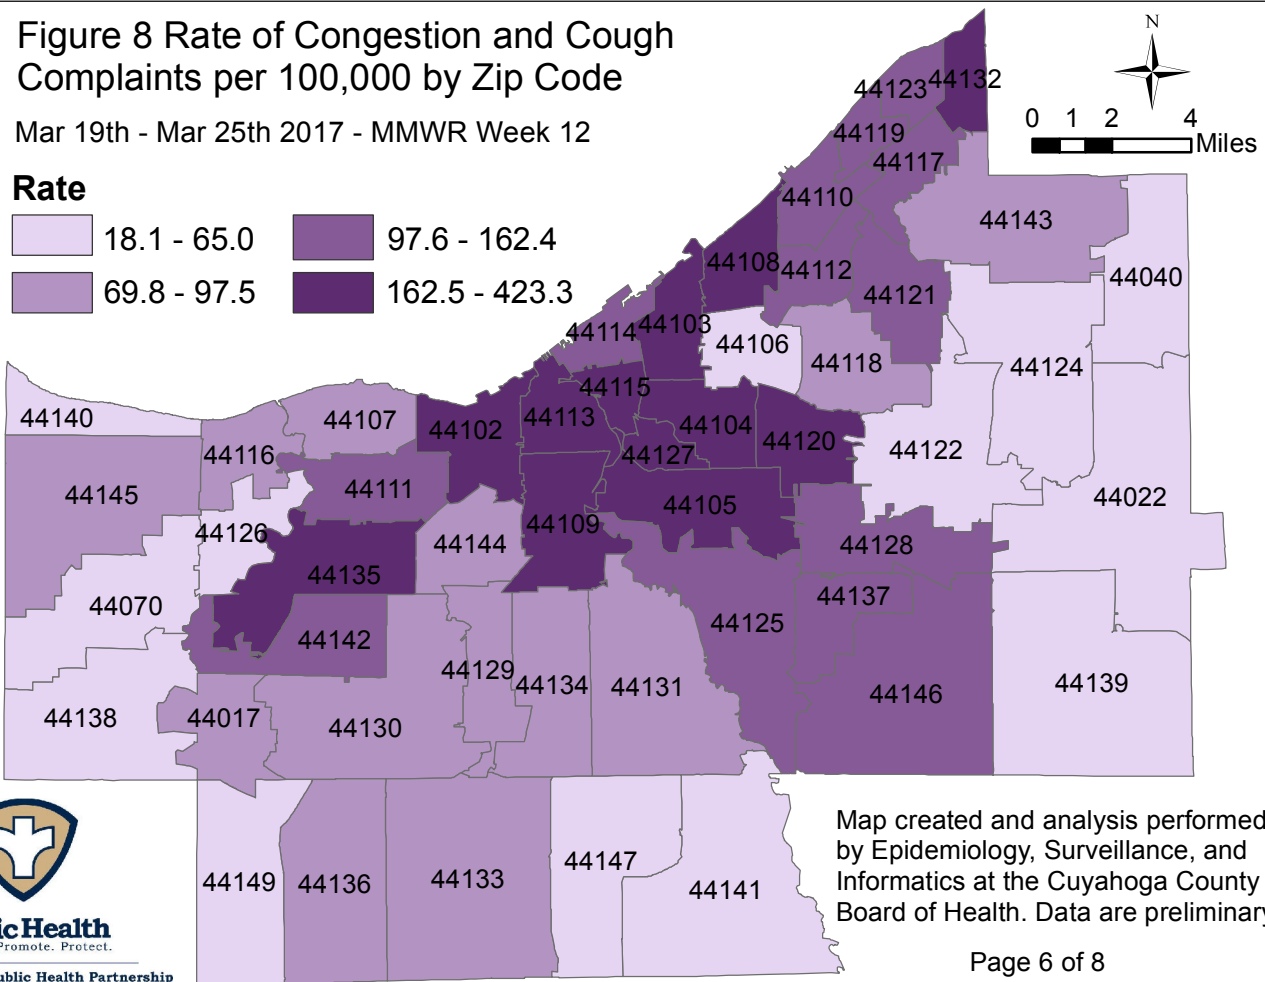 Figure 8 Rate of Congestion and Cough
Complaints per 100,000 by Zip Code
Mar 19th - Mar 25th 2017 - MMWR Week 12
N
0 1 2 4
Miles
Rate
18.1 - 65.0
97.6 - 162.4
69.8 - 97.5
162.5 - 423.3
44132
44123
44119
44117
44110
44143
44108
44112
44040
44121
44114
44103
44106
44118
44124
44115
44140
44107
44102
44113
44104
44120
44116
44127
44122
44145
44111
44022
44105
44109
44126
44144
44128
44135
44070
44137
44125
44142
44129
44134
44131
44139
44146
44138
44017
44130
44147
44149
44136
44133
44141
ic Health
Promote. Protect.
ublic Health Partnership
Map created and analysis performed
by Epidemiology, Surveillance, and
Informatics at the Cuyahoga County
Board of Health. Data are preliminary
Page 6 of 8